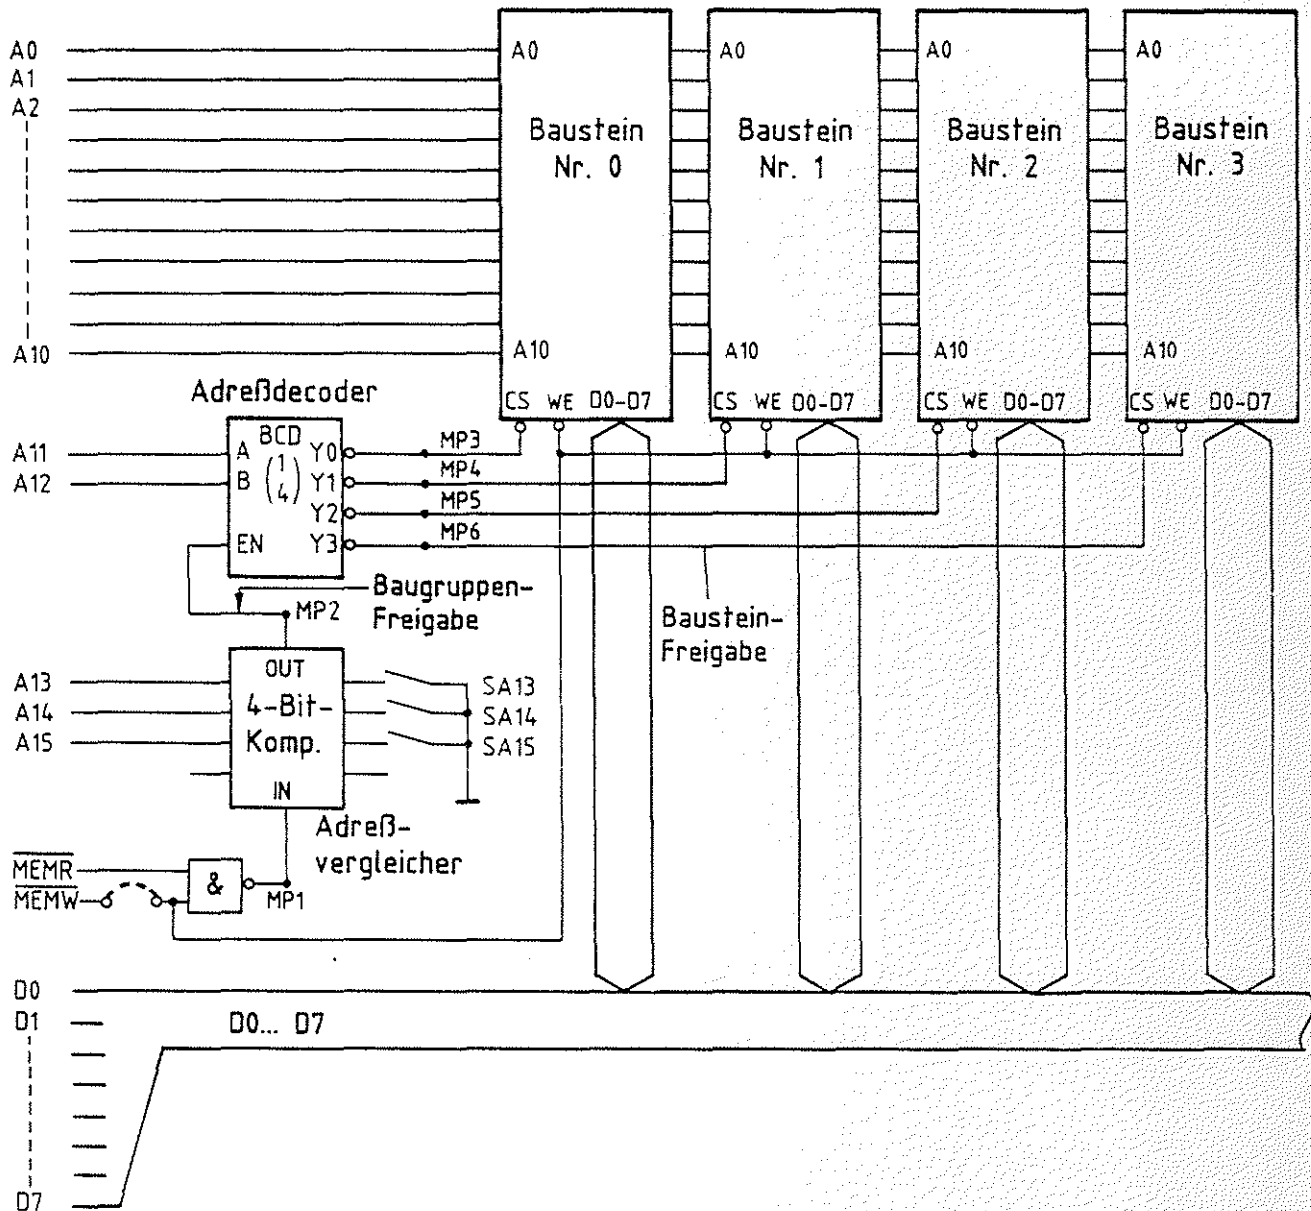 A0
A1
A2
A10
A0
Baustein
Nr. 0
A10
CS WE D0-D7
A0
Baustein
Nr. 1
A10
CS WE D0-D7
A0
Baustein
Nr. 2
A10
CS WE D0-D7
A0
Baustein
Nr. 3
A10
CS WE D0-D7
Adreßdecoder
A11
A12
BCD
(1
4)
A
B
EN
Y0
Y1
Y2
Y3
MP3
MP4
MP5
MP6
Baugruppen-
Freigabe
MP2
Baustein-
Freigabe
A13
A14
A15
OUT
4-Bit-
Komp.
IN
SA13
SA14
SA15
Adreß-
vergleicher
MEMR
MEMW
&
MP1
D0
D1
D7
D0... D7